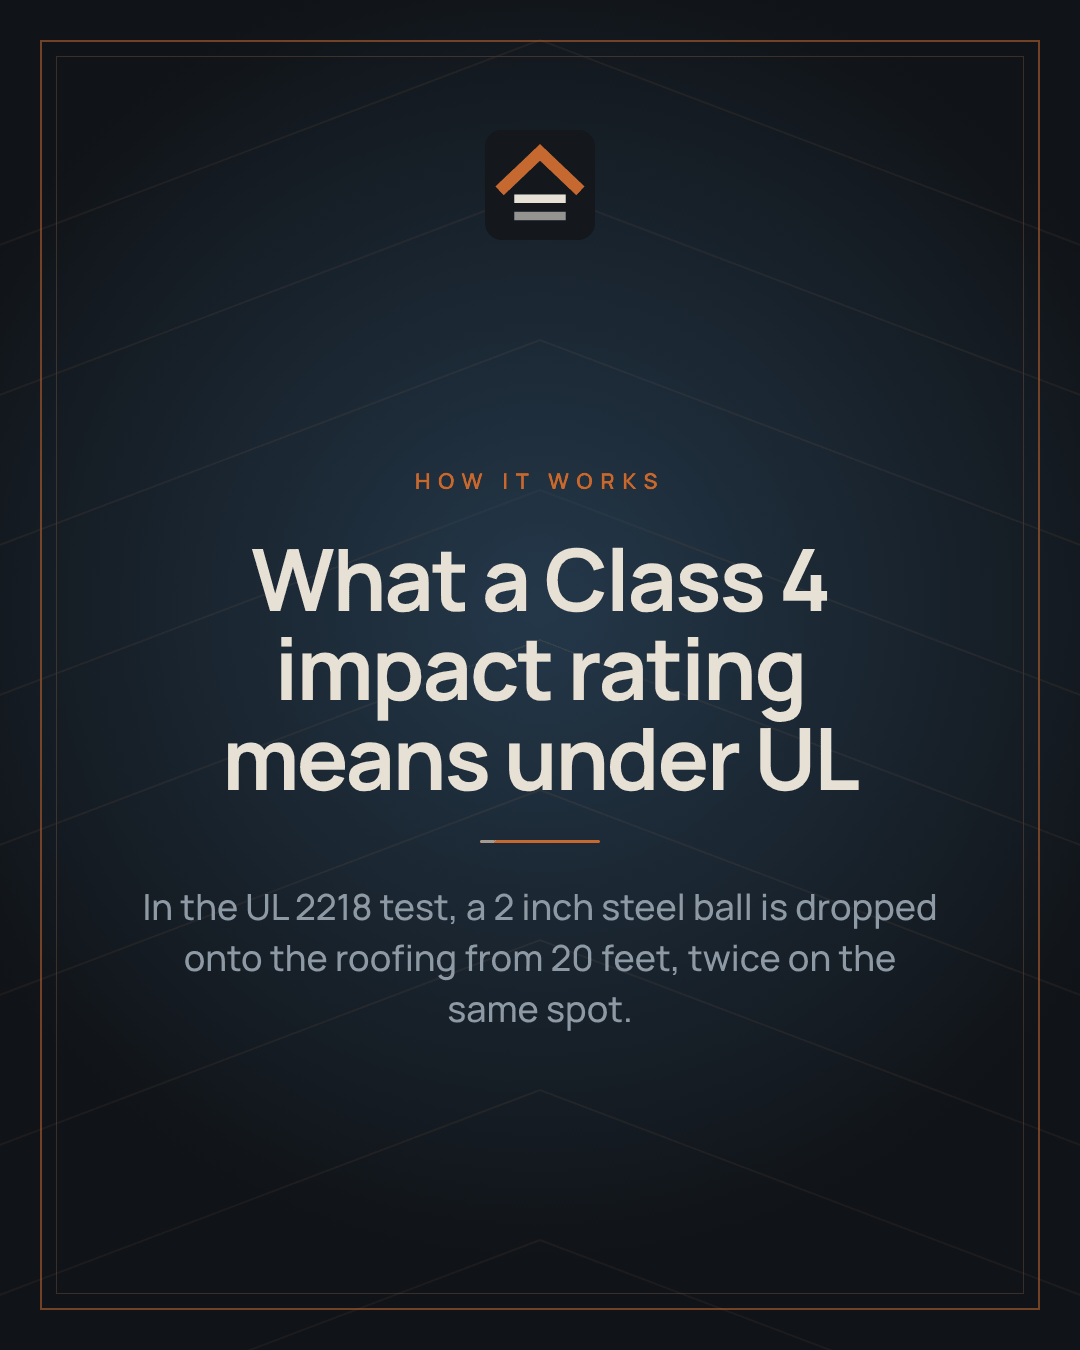 HOW IT WORKS
What a Class 4
impact rating
means under UL
In the UL 2218 test, a 2 inch steel ball is dropped
onto the roofing from 20 feet, twice on the
same spot.